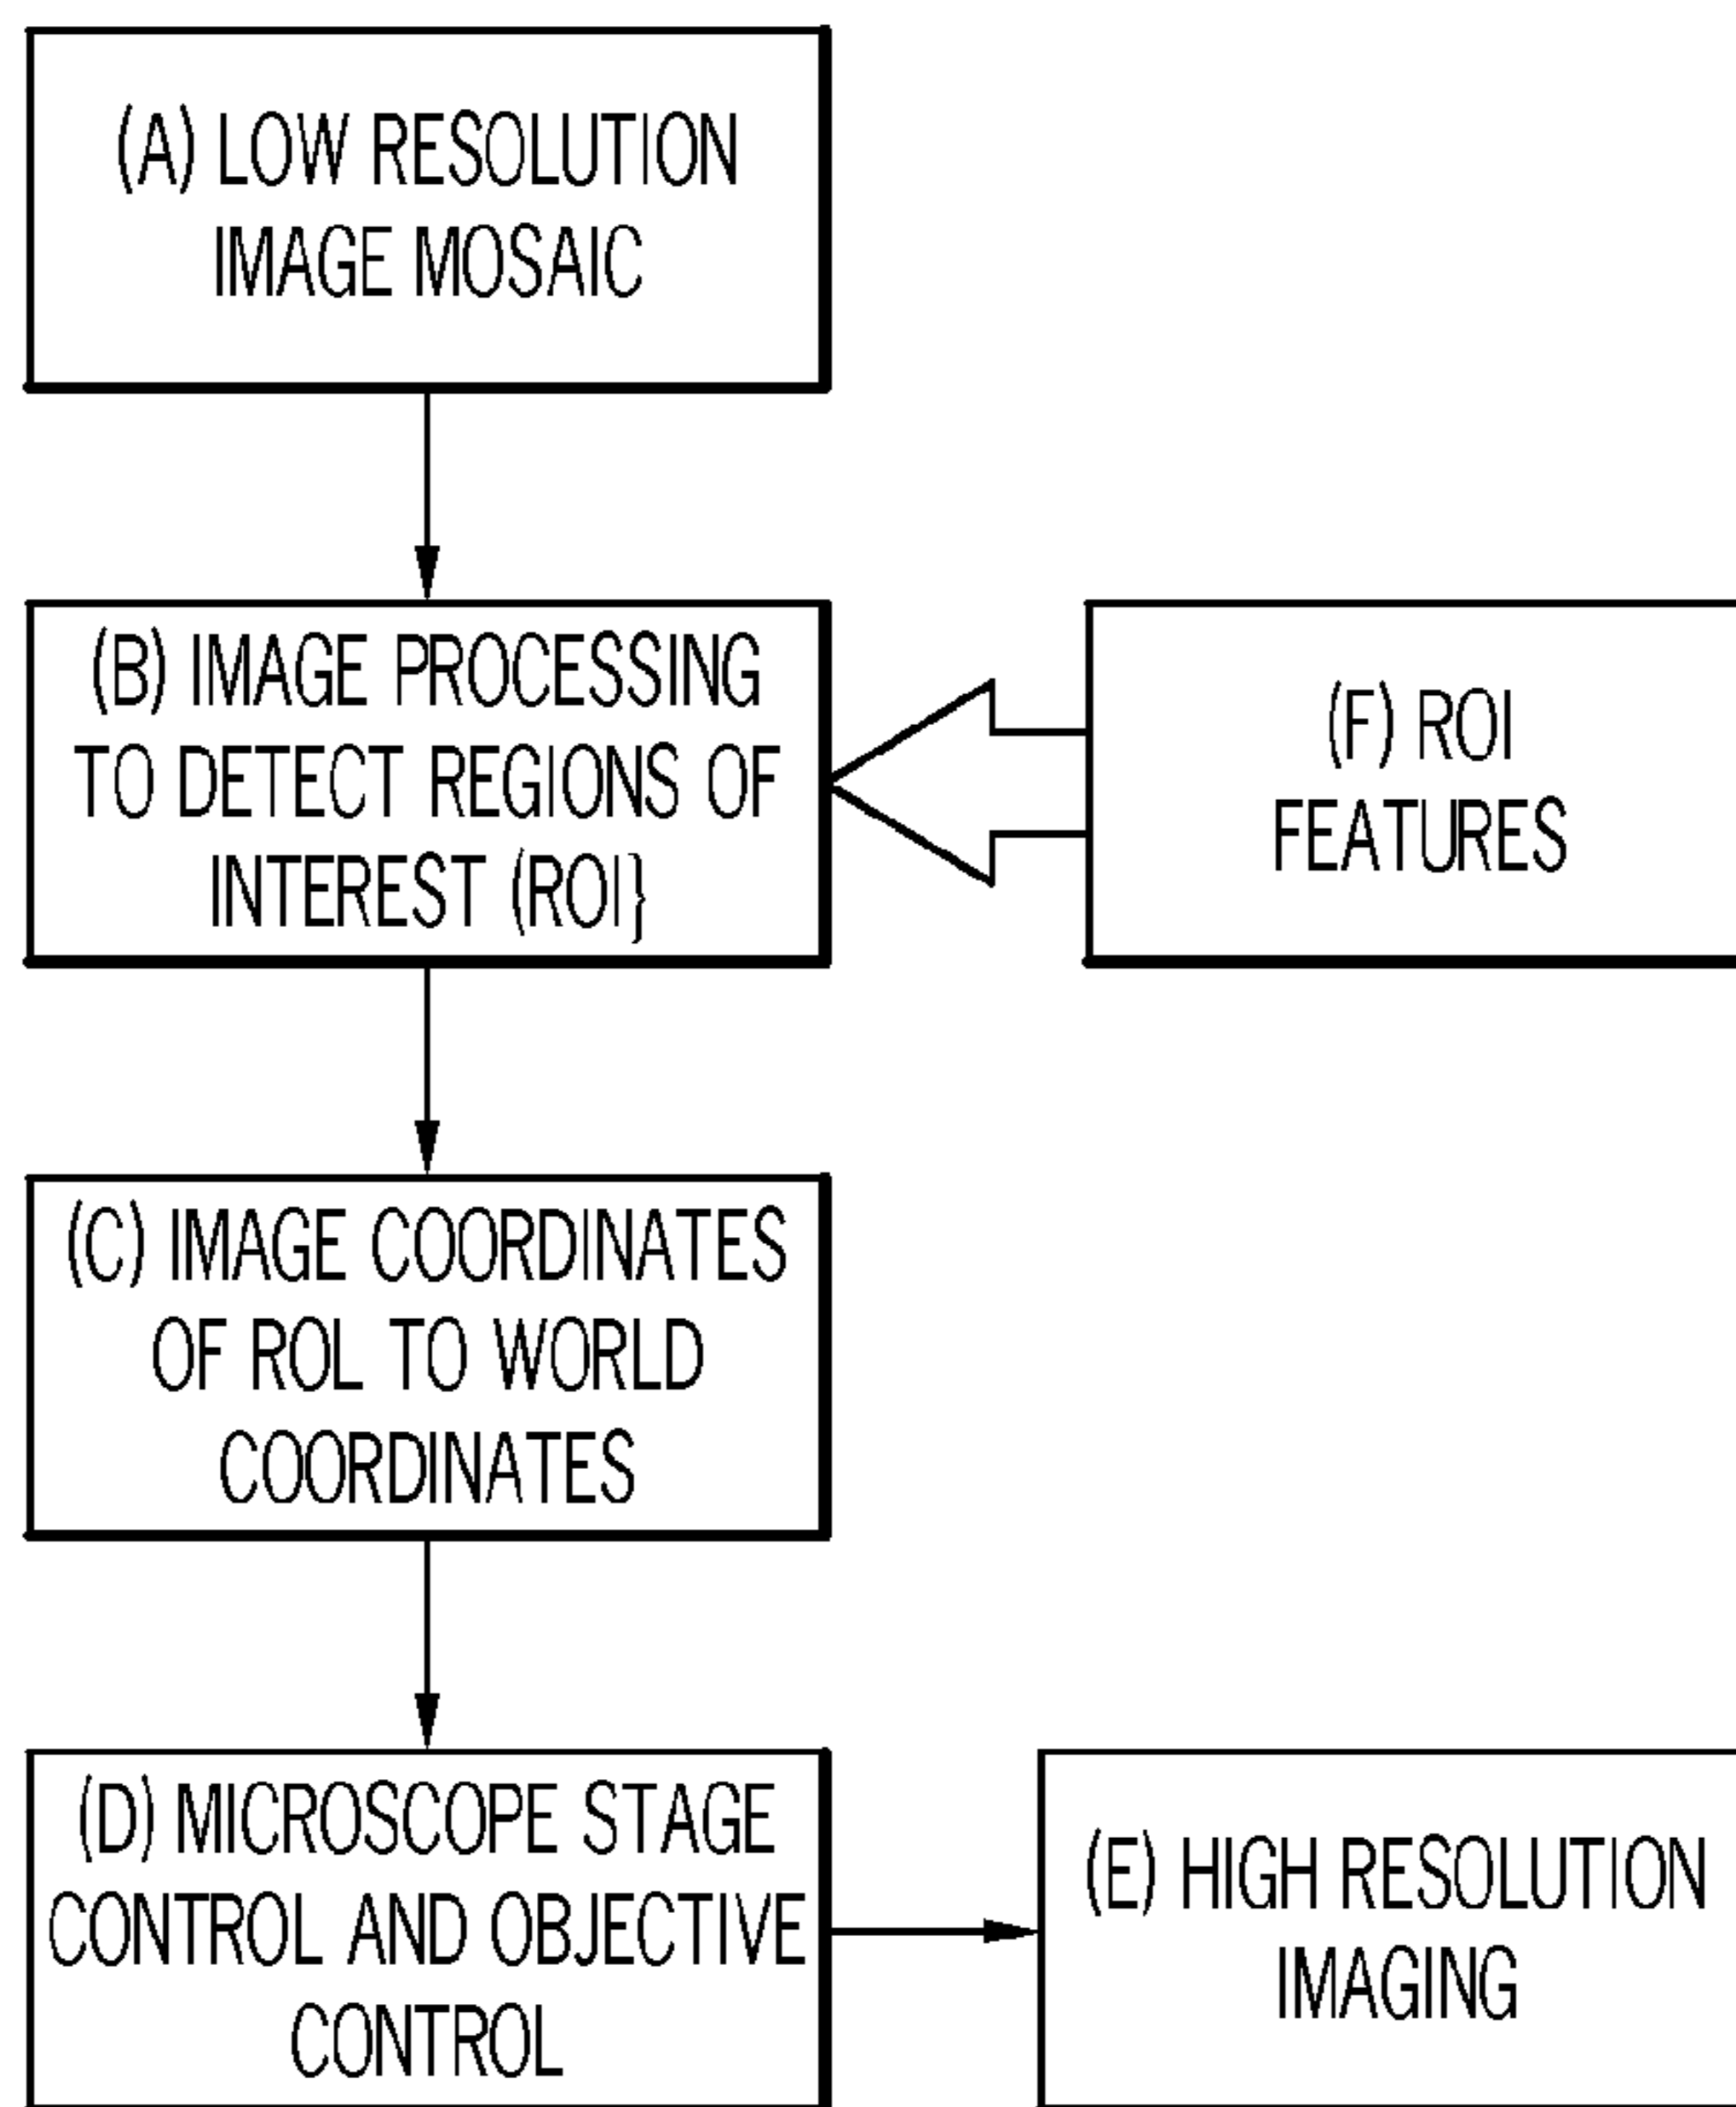 (A) LOW RESOLUTION
IMAGE MOSAIC
(B) IMAGE PROCESSING
TO DETECT REGIONS OF
INTEREST (ROI}
(F) ROI
FEATURES
(C) IMAGE COORDINATES
OF ROL TO WORLD
COORDINATES
(D) MICROSCOPE STAGE
CONTROL AND OBJECTIVE
CONTROL
(E) HIGH RESOLUTION
IMAGING